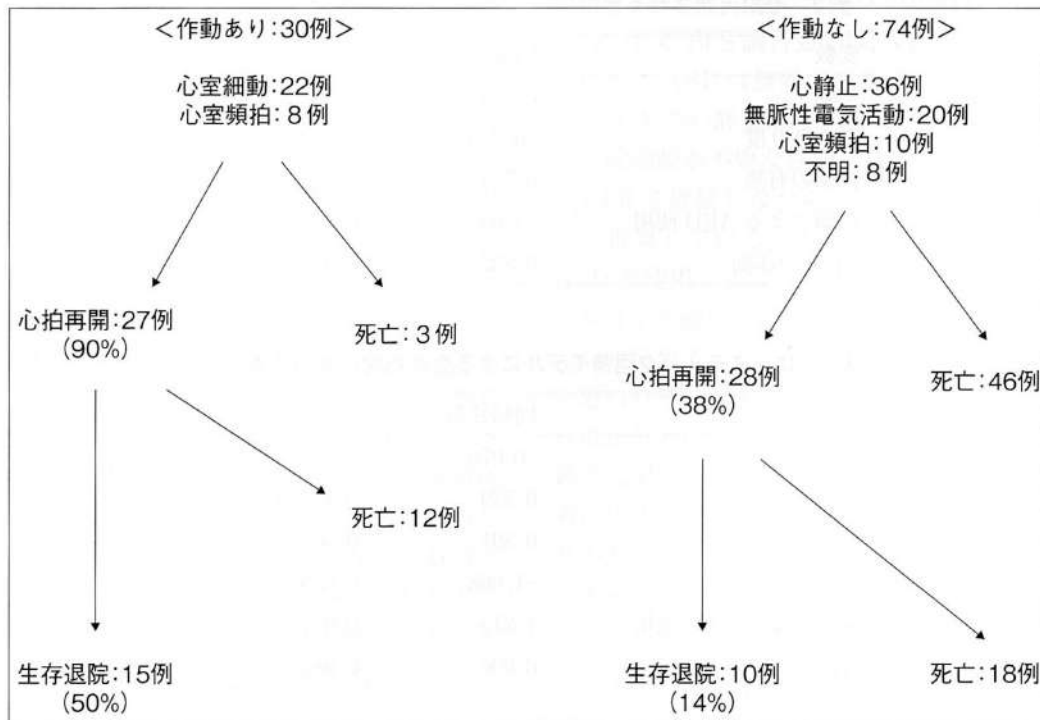 <作動あり:30例>
心室細動:22例
心室頻拍:8例
心拍再開:27例
(90%)
死亡:3例
死亡:12例
生存退院:15例
(50%)
<作動なし:74例>
心静止:36例
無脈性電気活動:20例
心室頻拍:10例
不明:8例
心拍再開:28例
(38%)
死亡:46例
生存退院:10例
(14%)
死亡:18例